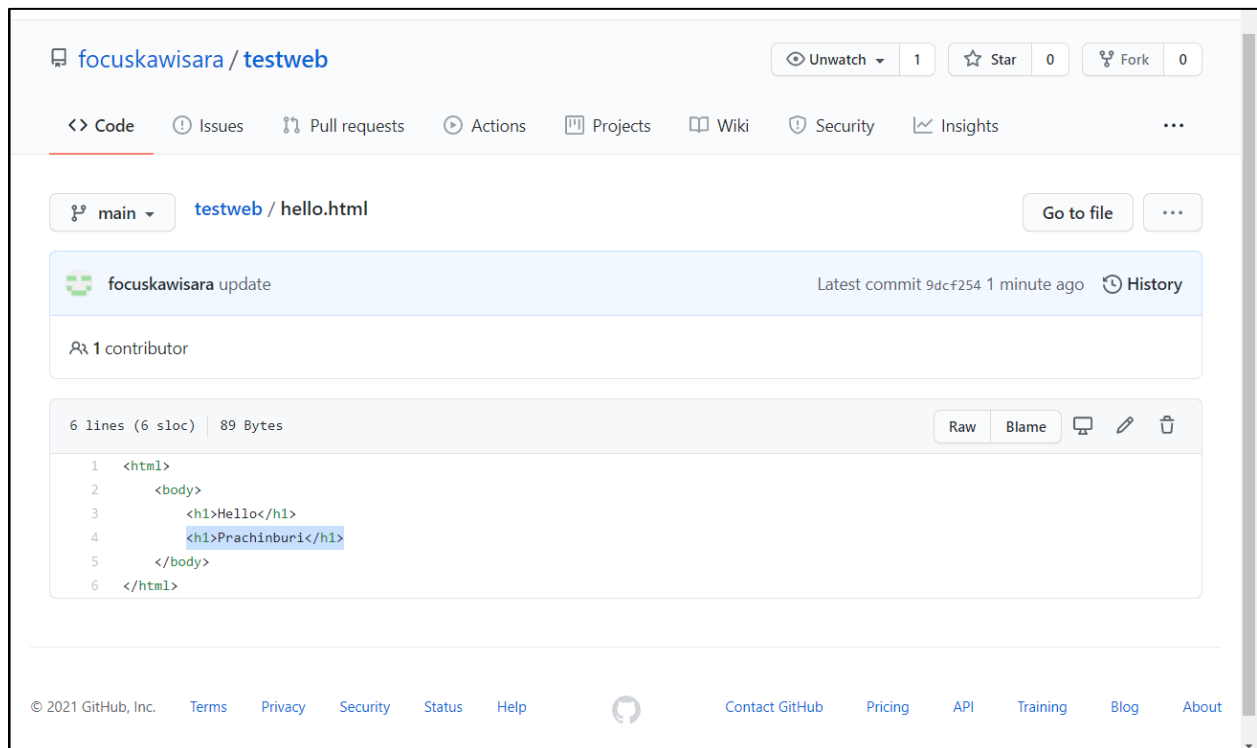 focuskawisara / testweb
Unwatch 1 Star 0 Fork 0
<> Code Issues Pull requests Actions Projects Wiki Security Insights ...
main testweb / hello.html Go to file ...
focuskawisara update Latest commit 9dcf254 1 minute ago History
1 contributor
6 lines (6 sloc) 89 Bytes Raw Blame
1 <html>
2 <body>
3 <h1>Hello</h1>
4 <h1>Prachinburi</h1>
5 </body>
6 </html>
© 2021 GitHub, Inc. Terms Privacy Security Status Help Contact GitHub Pricing API Training Blog About